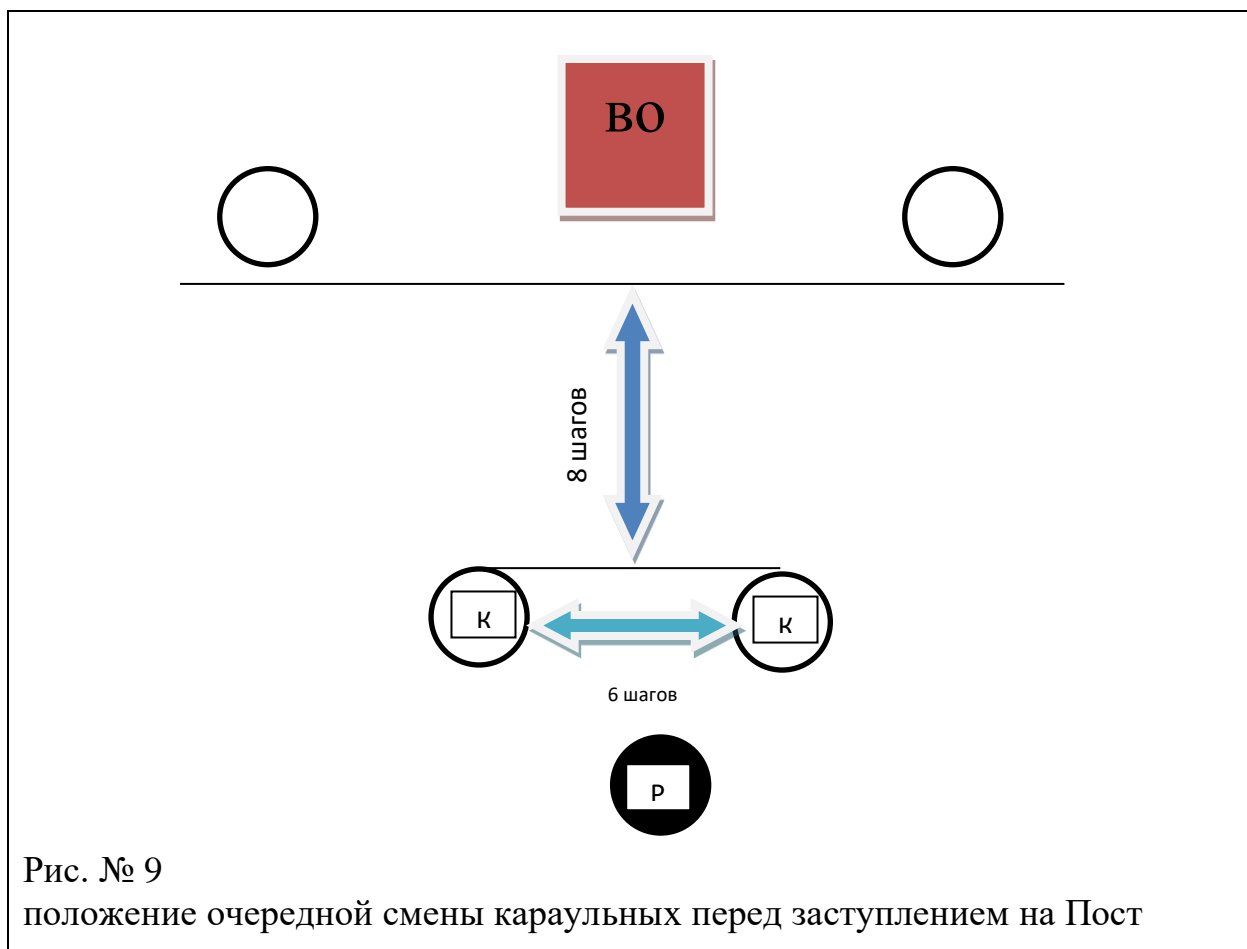 ВО
8 шагов
К
К
6 шагов
Р
Рис. № 9
положение очередной смены караульных перед заступлением на Пост